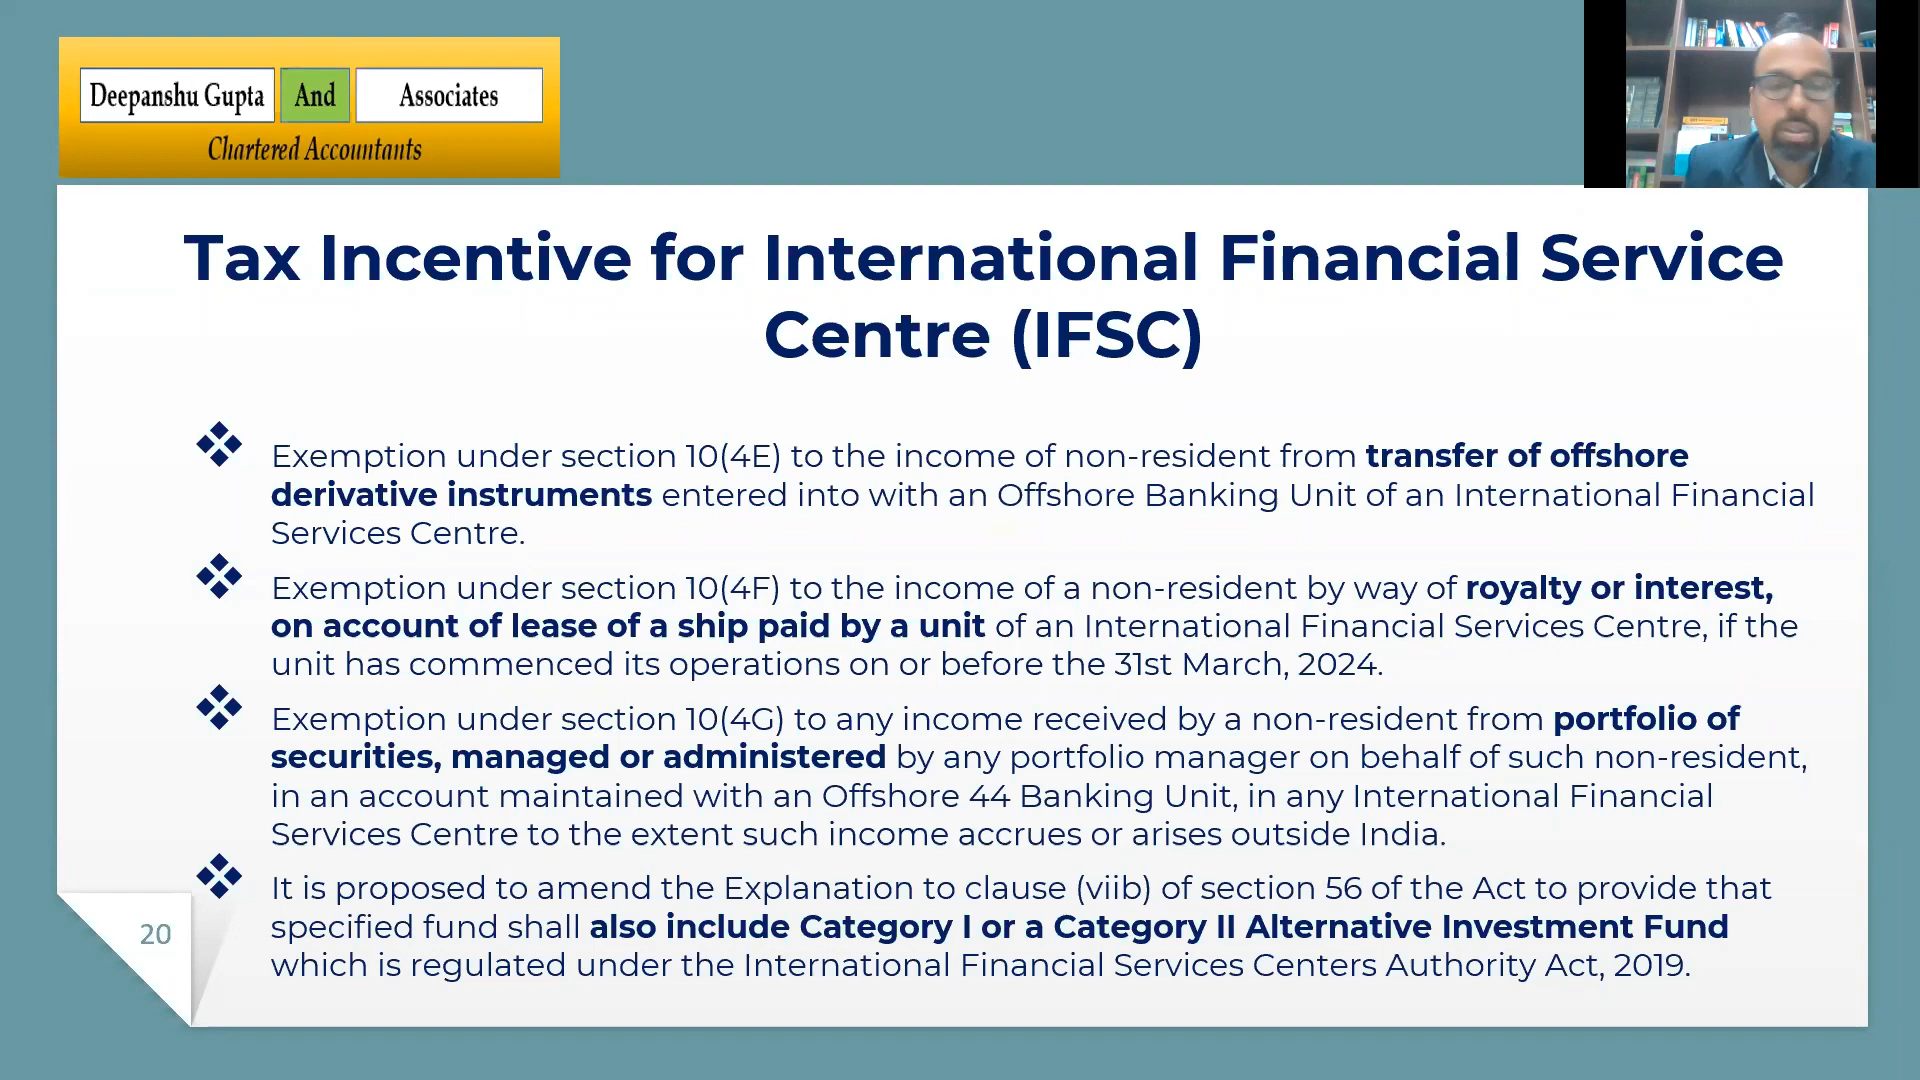 Deepanshu Gupta And Associates
Chartered Accountants
Tax Incentive for International Financial Service
Centre (IFSC)
Exemption under section 10(4E) to the income of non-resident from transfer of offshore
derivative instruments entered into with an Offshore Banking Unit of an International Financial
Services Centre.
Exemption under section 10(4F) to the income of a non-resident by way of royalty or interest,
on account of lease of a ship paid by a unit of an International Financial Services Centre, if the
unit has commenced its operations on or before the 31st March, 2024.
Exemption under section 10(4G) to any income received by a non-resident from portfolio of
securities, managed or administered by any portfolio manager on behalf of such non-resident,
in an account maintained with an Offshore 44 Banking Unit, in any International Financial
Services Centre to the extent such income accrues or arises outside India.
It is proposed to amend the Explanation to clause (viib) of section 56 of the Act to provide that
specified fund shall also include Category I or a Category II Alternative Investment Fund
which is regulated under the International Financial Services Centers Authority Act, 2019.
20